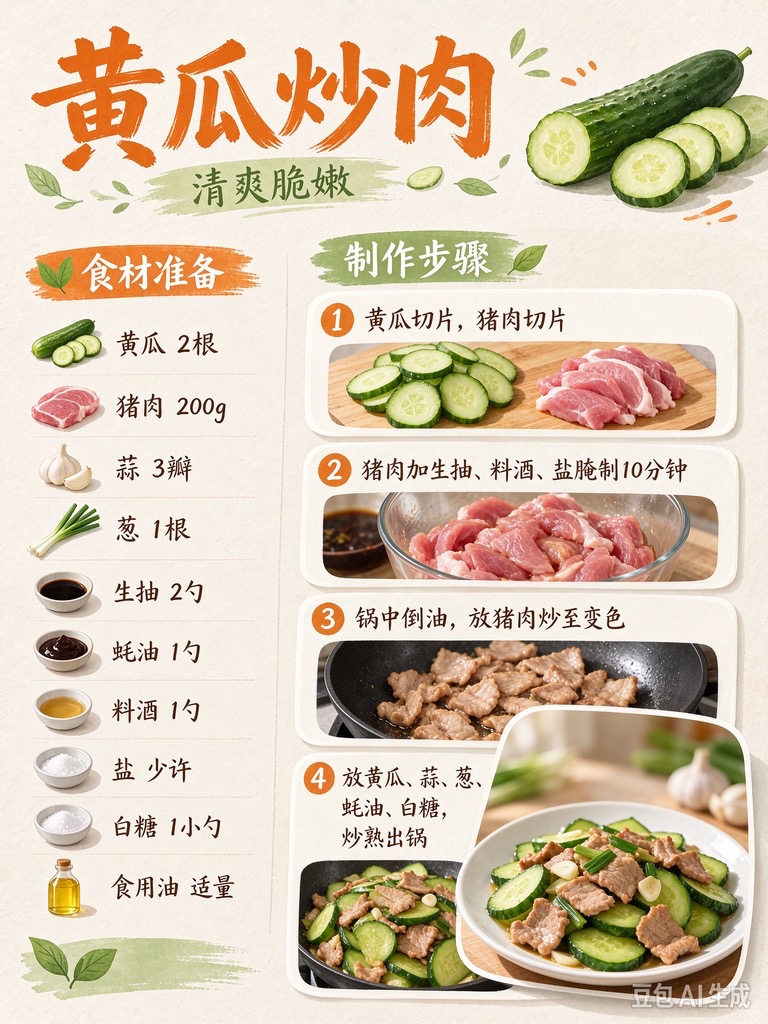 黄瓜炒肉
清爽脆嫩
食材准备
黄瓜 2根
猪肉 200g
蒜 3瓣
葱 1根
生抽 2勺
蚝油 1勺
料酒 1勺
盐 少许
白糖 1小勺
食用油 适量
制作步骤
1 黄瓜切片，猪肉切片
2 猪肉加生抽、料酒、盐腌制10分钟
3 锅中倒油，放猪肉炒至变色
4 放黄瓜、蒜、葱、
蚝油、白糖，
炒熟出锅
豆包AI生成